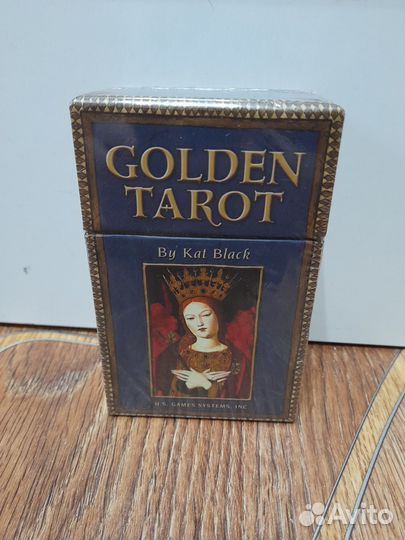 GOLDEN
TAROT
By Kat Black
U.S. GAMES SYSTEMS, INC
Avito